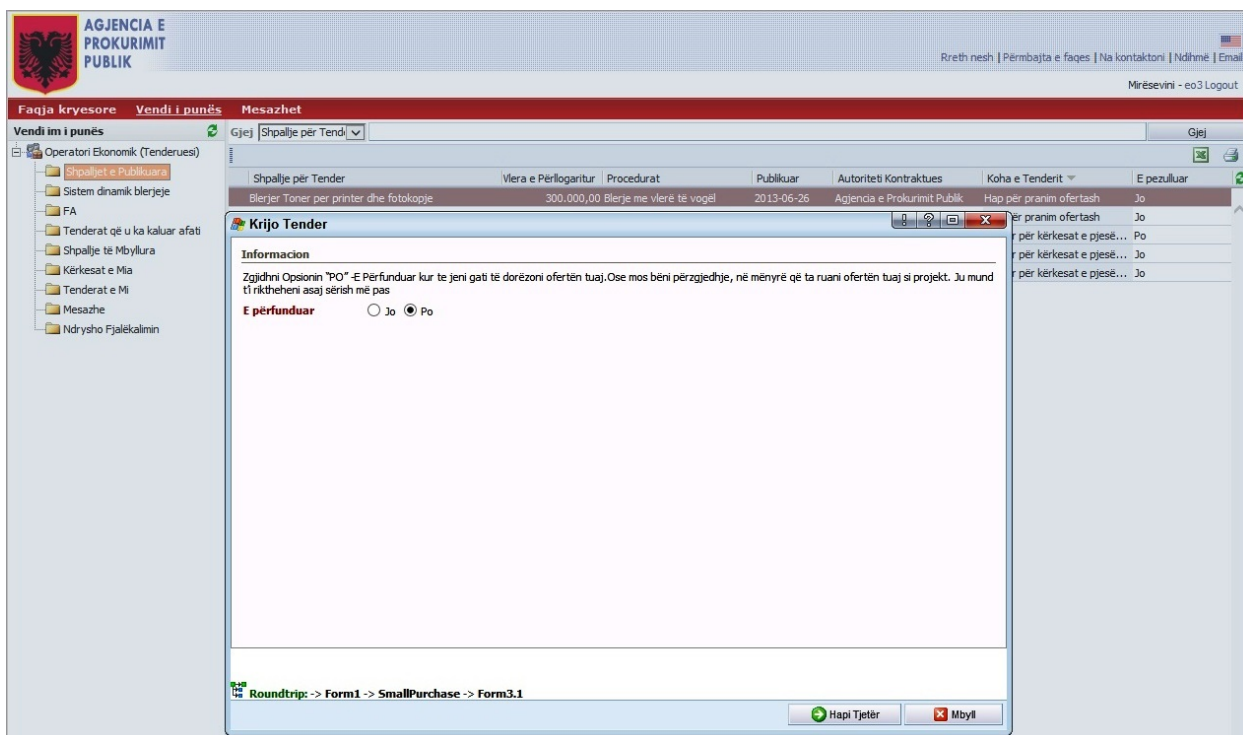 AGJENCIA E
PROKURIMIT
PUBLIK
Rreth nesh | Përmbajta e faqes | Na kontaktoni | Ndihmë | Email
Mirësevini - eo3 Logout
Faqja kryesore Vendi i punës Mesazhet
Vendi im i punës
Gjej Shpallje për Tend Gjej
Operatori Ekonomik (Tenderuesi)
Shpalljet e Publikuara
Sistem dinamik blerjeje
FA
Tenderat që u ka kaluar afati
Shpallje të Mbyllura
Kërkesat e Mia
Tenderat e Mi
Mesazhe
Ndrysho Fjalëkalimin
Shpallje për Tender Vlera e Përllogaritur Procedurat Publikuar Autoriteti Kontraktues Koha e Tenderit E pezulluar
Blerjer Toner per printer dhe fotokopje 300.000,00 Blerje me vlerë të vogël 2013-06-26 Agjencia e Prokurimit Publik Hap për pranim ofertash Jo
për pranim ofertash Jo
për kërkesat e pjesë... Po
për kërkesat e pjesë... Jo
për kërkesat e pjesë... Jo
Krijo Tender
Informacion
Zgjidhni Opsionin "PO" -E Përfunduar kur te jeni gati të dorëzoni ofertën tuaj.Ose mos bëni përzgjedhje, në mënyrë që ta ruani ofertën tuaj si projekt. Ju mund
t'i riktheheni asaj sërish më pas
E përfunduar Jo Po
Roundtrip: -> Form1 -> SmallPurchase -> Form3.1
Hapi Tjetër Mbyll